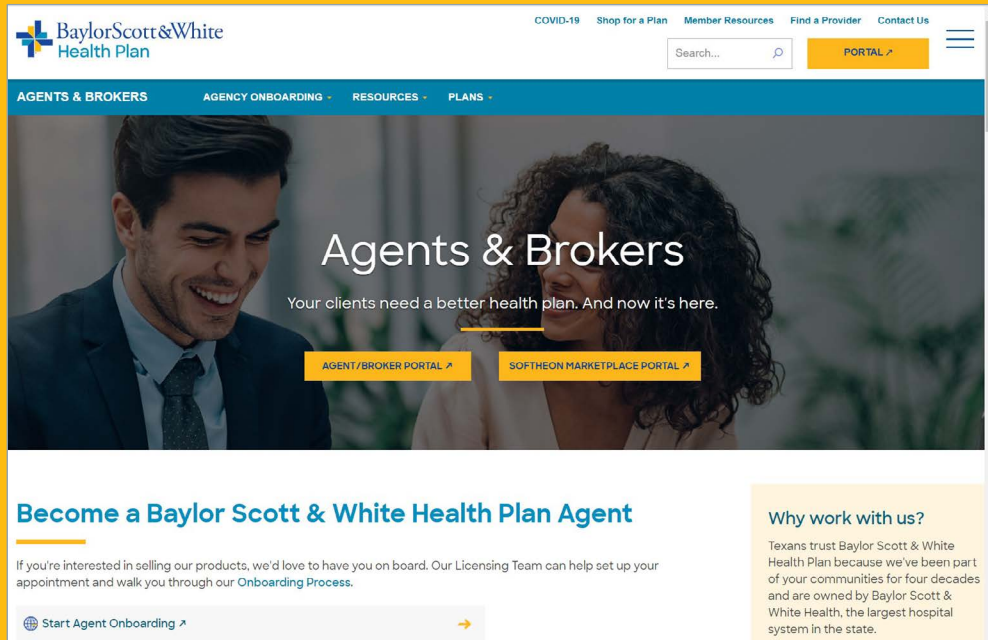 COVID-19 Shop for a Plan Member Resources Find a Provider Contact Us
BaylorScott&White
Health Plan
Search...
PORTAL ↗
AGENTS & BROKERS AGENCY ONBOARDING RESOURCES PLANS
Agents & Brokers
Your clients need a better health plan. And now it's here.
AGENT/BROKER PORTAL ↗ SOFTHEON MARKETPLACE PORTAL ↗
Become a Baylor Scott & White Health Plan Agent
If you're interested in selling our products, we'd love to have you on board. Our Licensing Team can help set up your
appointment and walk you through our Onboarding Process.
Start Agent Onboarding ↗ →
Why work with us?
Texans trust Baylor Scott & White
Health Plan because we've been part
of your communities for four decades
and are owned by Baylor Scott &
White Health, the largest hospital
system in the state.